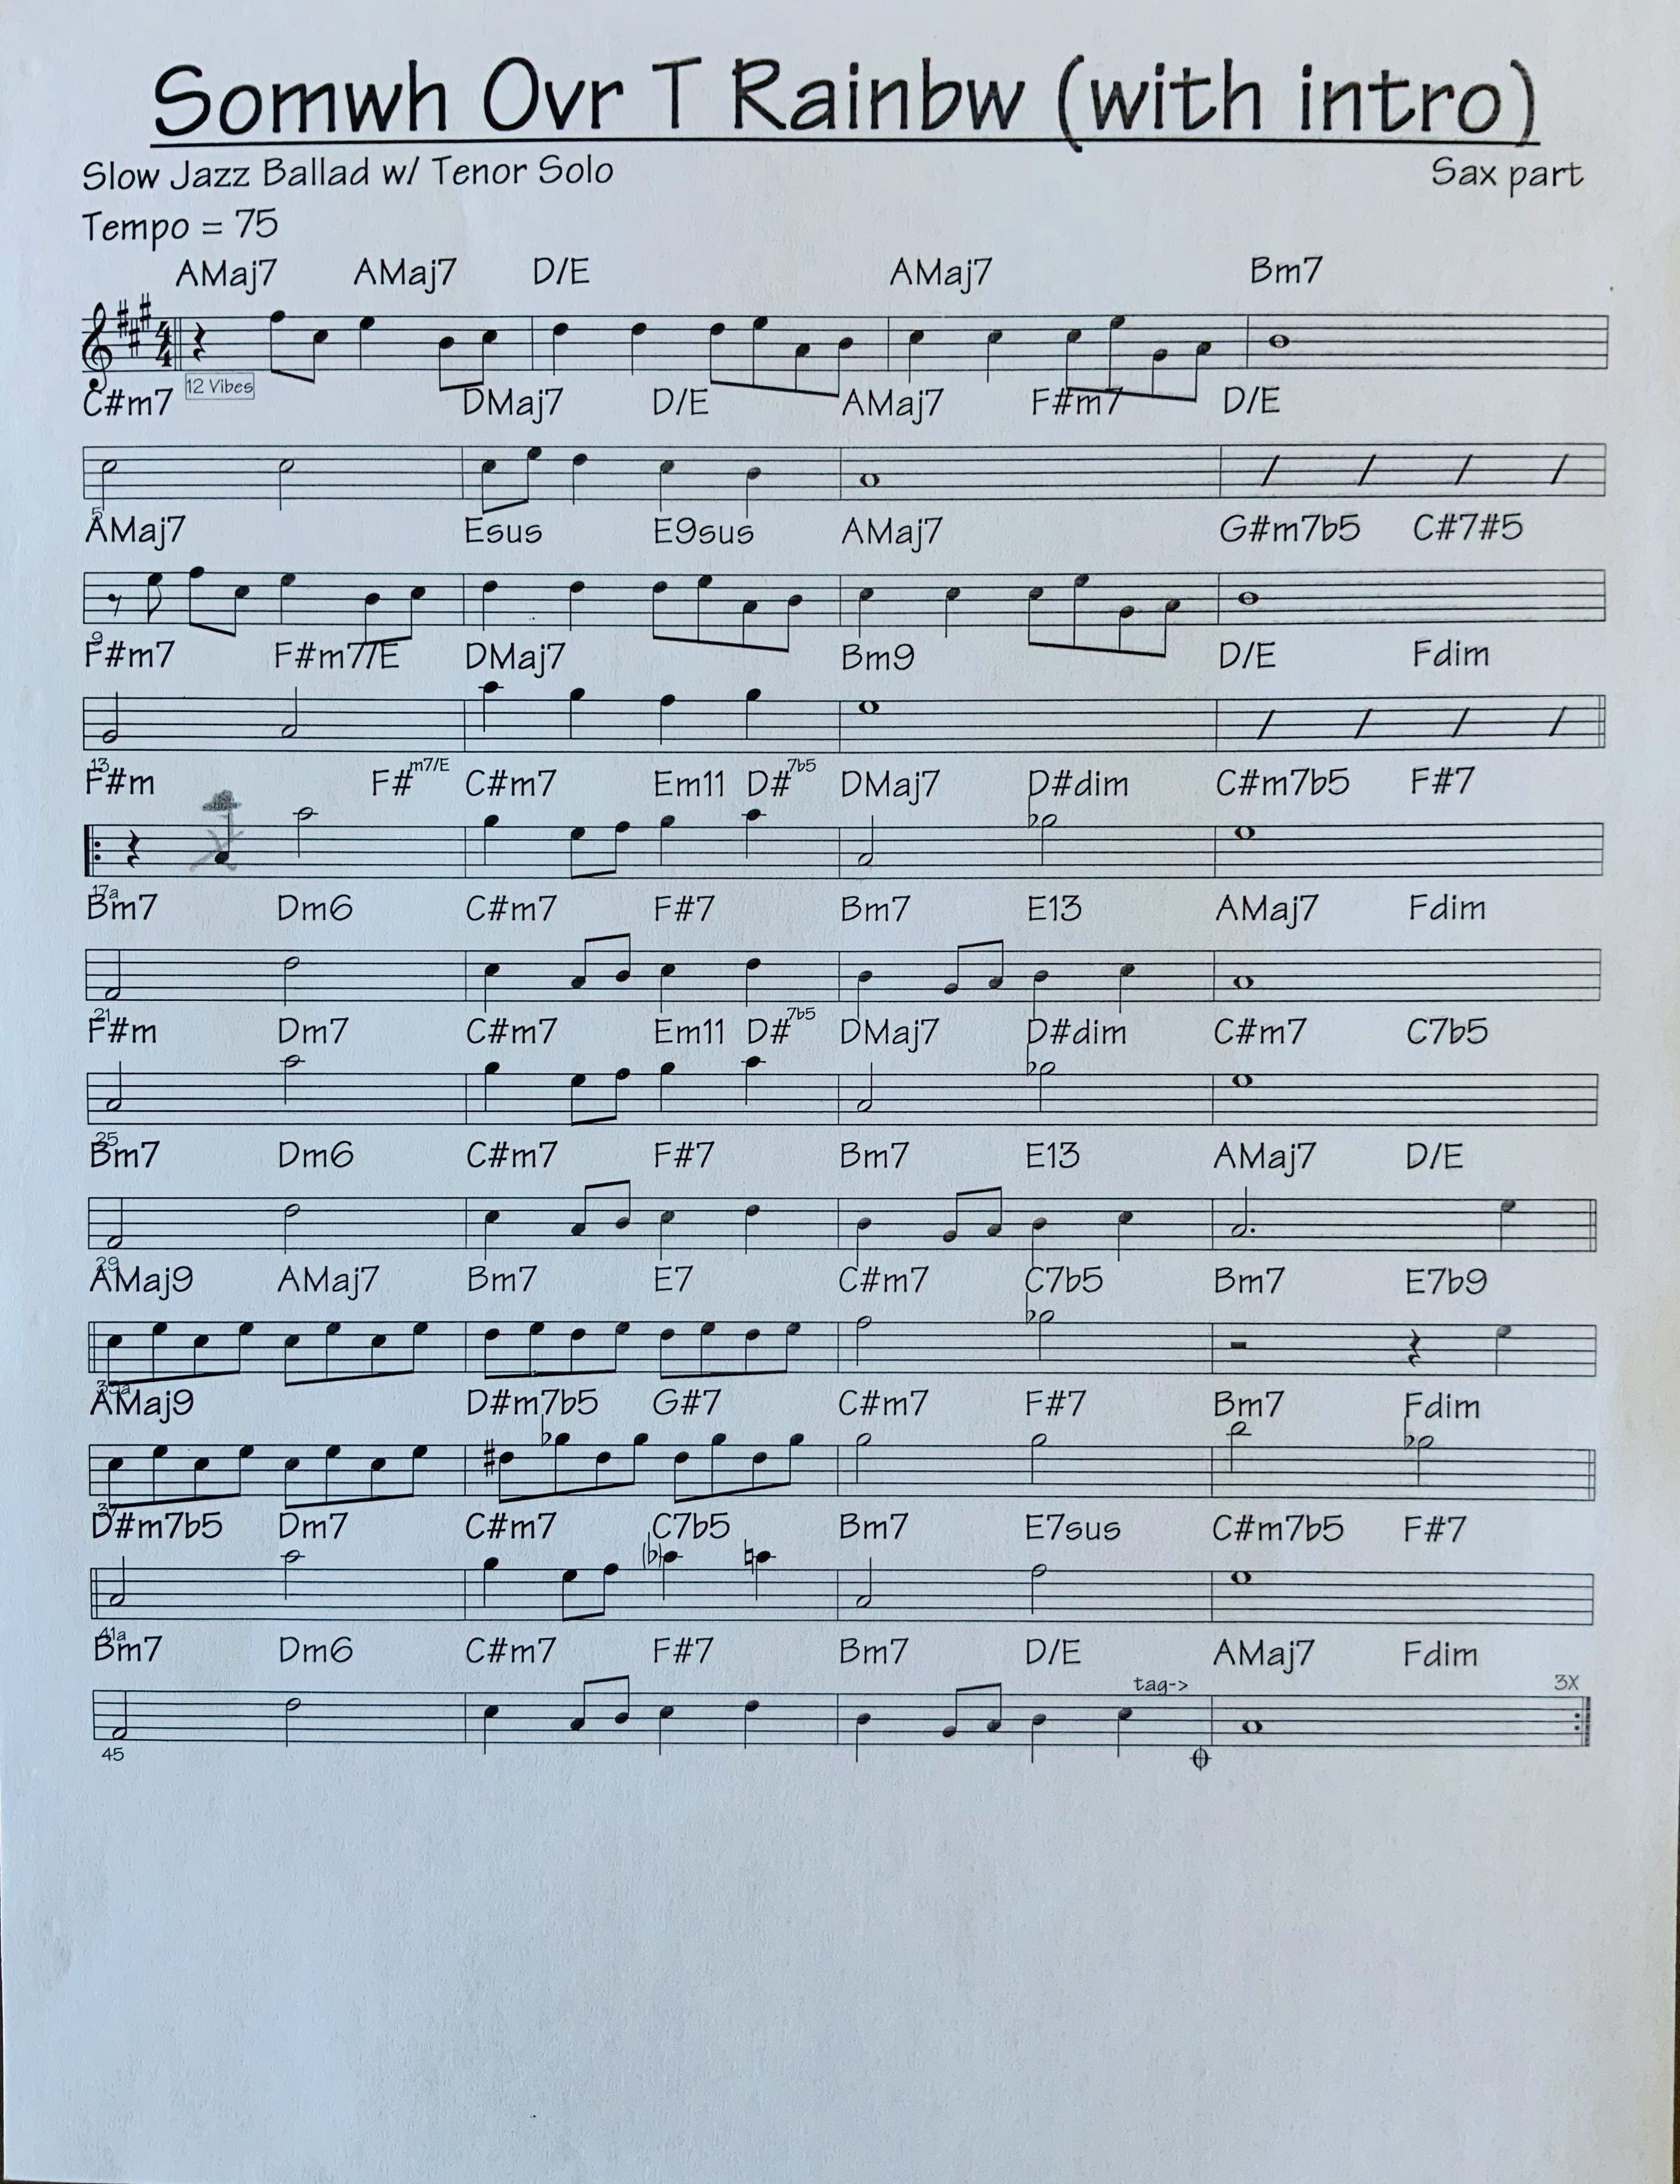 Somwh Ovr T Rainbw (with intro)
Slow Jazz Ballad w/ Tenor Solo Sax part
Tempo = 75
AMaj7 AMaj7 D/E AMaj7 Bm7
4
4
12 Vibes
C#m7 DMaj7 D/E AMaj7 F#m7 D/E
5
AMaj7 Esus E9sus AMaj7 G#m7b5 C#7#5
9
F#m7 F#m7/E DMaj7 Bm9 D/E Fdim
13
F#m F#m7/E C#m7 Em11 D#7b5 DMaj7 D#dim C#m7b5 F#7
17a
Bm7 Dm6 C#m7 F#7 Bm7 E13 AMaj7 Fdim
21
F#m Dm7 C#m7 Em11 D#7b5 DMaj7 D#dim C#m7 C7b5
25
Bm7 Dm6 C#m7 F#7 Bm7 E13 AMaj7 D/E
29
AMaj9 AMaj7 Bm7 E7 C#m7 C7b5 Bm7 E7b9
AMaj9 D#m7b5 G#7 C#m7 F#7 Bm7 Fdim
37
D#m7b5 Dm7 C#m7 C7b5 Bm7 E7sus C#m7b5 F#7
41a
Bm7 Dm6 C#m7 F#7 Bm7 D/E AMaj7 Fdim
tag-> 3X
45